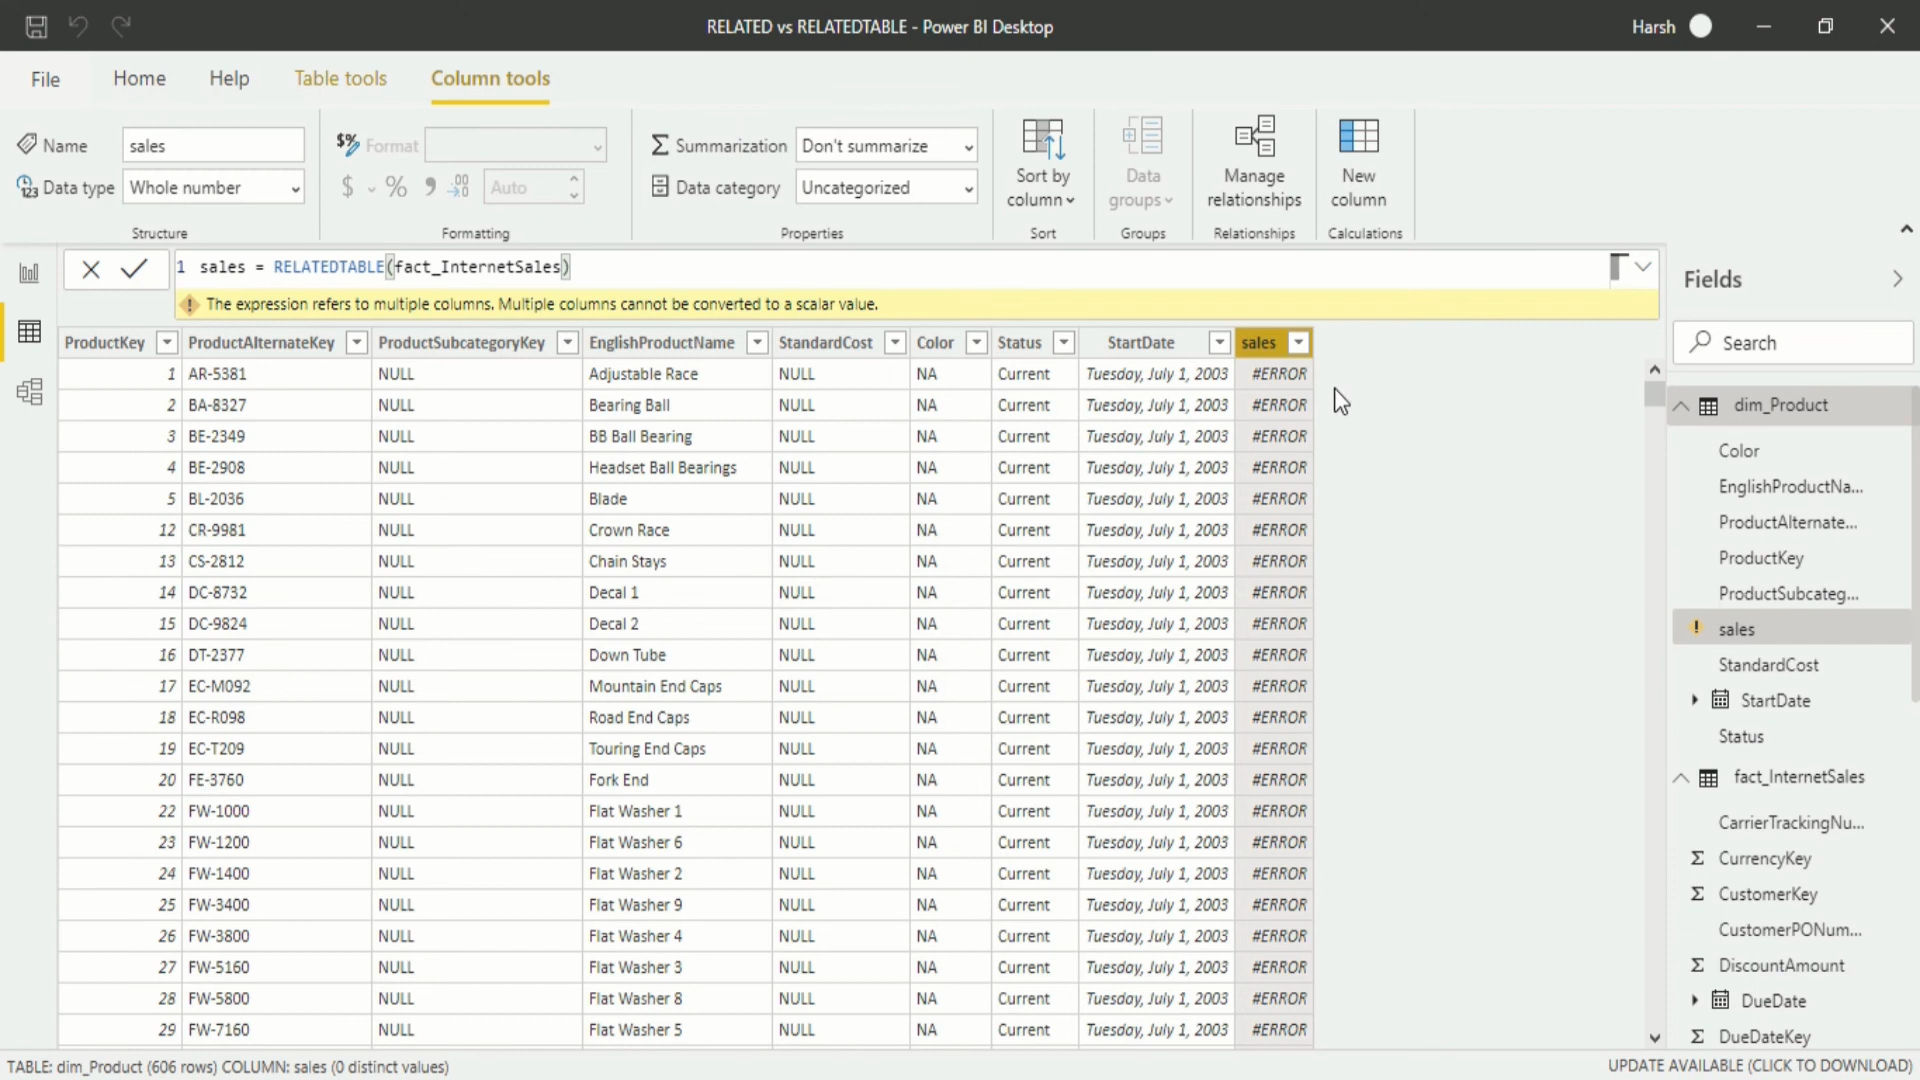 RELATED vs RELATEDTABLE - Power BI Desktop
Harsh
File Home Help Table tools Column tools
Name sales
Data type Whole number
Structure
$% Format
$ % 9 .00 Auto
Formatting
Summarization Don't summarize
Data category Uncategorized
Properties
Sort by
column
Sort
Data
groups
Groups
Manage
relationships
Relationships
New
column
Calculations
1 sales = RELATEDTABLE(fact_InternetSales)
The expression refers to multiple columns. Multiple columns cannot be converted to a scalar value.
ProductKey ProductAlternateKey ProductSubcategoryKey EnglishProductName StandardCost Color Status StartDate sales
1 AR-5381 NULL Adjustable Race NULL NA Current Tuesday, July 1, 2003 #ERROR
2 BA-8327 NULL Bearing Ball NULL NA Current Tuesday, July 1, 2003 #ERROR
3 BE-2349 NULL BB Ball Bearing NULL NA Current Tuesday, July 1, 2003 #ERROR
4 BE-2908 NULL Headset Ball Bearings NULL NA Current Tuesday, July 1, 2003 #ERROR
5 BL-2036 NULL Blade NULL NA Current Tuesday, July 1, 2003 #ERROR
12 CR-9981 NULL Crown Race NULL NA Current Tuesday, July 1, 2003 #ERROR
13 CS-2812 NULL Chain Stays NULL NA Current Tuesday, July 1, 2003 #ERROR
14 DC-8732 NULL Decal 1 NULL NA Current Tuesday, July 1, 2003 #ERROR
15 DC-9824 NULL Decal 2 NULL NA Current Tuesday, July 1, 2003 #ERROR
16 DT-2377 NULL Down Tube NULL NA Current Tuesday, July 1, 2003 #ERROR
17 EC-M092 NULL Mountain End Caps NULL NA Current Tuesday, July 1, 2003 #ERROR
18 EC-R098 NULL Road End Caps NULL NA Current Tuesday, July 1, 2003 #ERROR
19 EC-T209 NULL Touring End Caps NULL NA Current Tuesday, July 1, 2003 #ERROR
20 FE-3760 NULL Fork End NULL NA Current Tuesday, July 1, 2003 #ERROR
22 FW-1000 NULL Flat Washer 1 NULL NA Current Tuesday, July 1, 2003 #ERROR
23 FW-1200 NULL Flat Washer 6 NULL NA Current Tuesday, July 1, 2003 #ERROR
24 FW-1400 NULL Flat Washer 2 NULL NA Current Tuesday, July 1, 2003 #ERROR
25 FW-3400 NULL Flat Washer 9 NULL NA Current Tuesday, July 1, 2003 #ERROR
26 FW-3800 NULL Flat Washer 4 NULL NA Current Tuesday, July 1, 2003 #ERROR
27 FW-5160 NULL Flat Washer 3 NULL NA Current Tuesday, July 1, 2003 #ERROR
28 FW-5800 NULL Flat Washer 8 NULL NA Current Tuesday, July 1, 2003 #ERROR
29 FW-7160 NULL Flat Washer 5 NULL NA Current Tuesday, July 1, 2003 #ERROR
Fields
Search
dim_Product
Color
EnglishProductNa...
ProductAlternate...
ProductKey
ProductSubcateg...
sales
StandardCost
StartDate
Status
fact_InternetSales
CarrierTrackingNu...
Σ CurrencyKey
Σ CustomerKey
CustomerPONum...
Σ DiscountAmount
DueDate
Σ DueDateKey
TABLE: dim_Product (606 rows) COLUMN: sales (0 distinct values)
UPDATE AVAILABLE (CLICK TO DOWNLOAD)